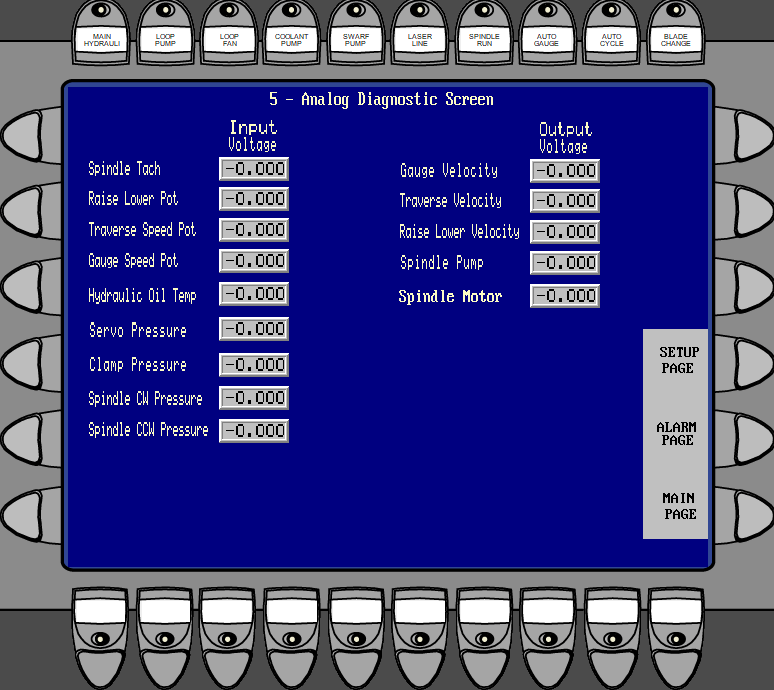 MAIN HYDRAULI
LOOP PUMP
LOOP FAN
COOLANT PUMP
SWARF PUMP
LASER LINE
SPINDLE RUN
AUTO GAUGE
AUTO CYCLE
BLADE CHANGE
5 - Analog Diagnostic Screen
Input
Voltage
Spindle Tach -0.000
Raise Lower Pot -0.000
Traverse Speed Pot -0.000
Gauge Speed Pot -0.000
Hydraulic Oil Temp -0.000
Servo Pressure -0.000
Clamp Pressure -0.000
Spindle CW Pressure -0.000
Spindle CCW Pressure -0.000
Output
Voltage
Gauge Velocity -0.000
Traverse Velocity -0.000
Raise Lower Velocity -0.000
Spindle Pump -0.000
Spindle Motor -0.000
SETUP
PAGE
ALARM
PAGE
MAIN
PAGE